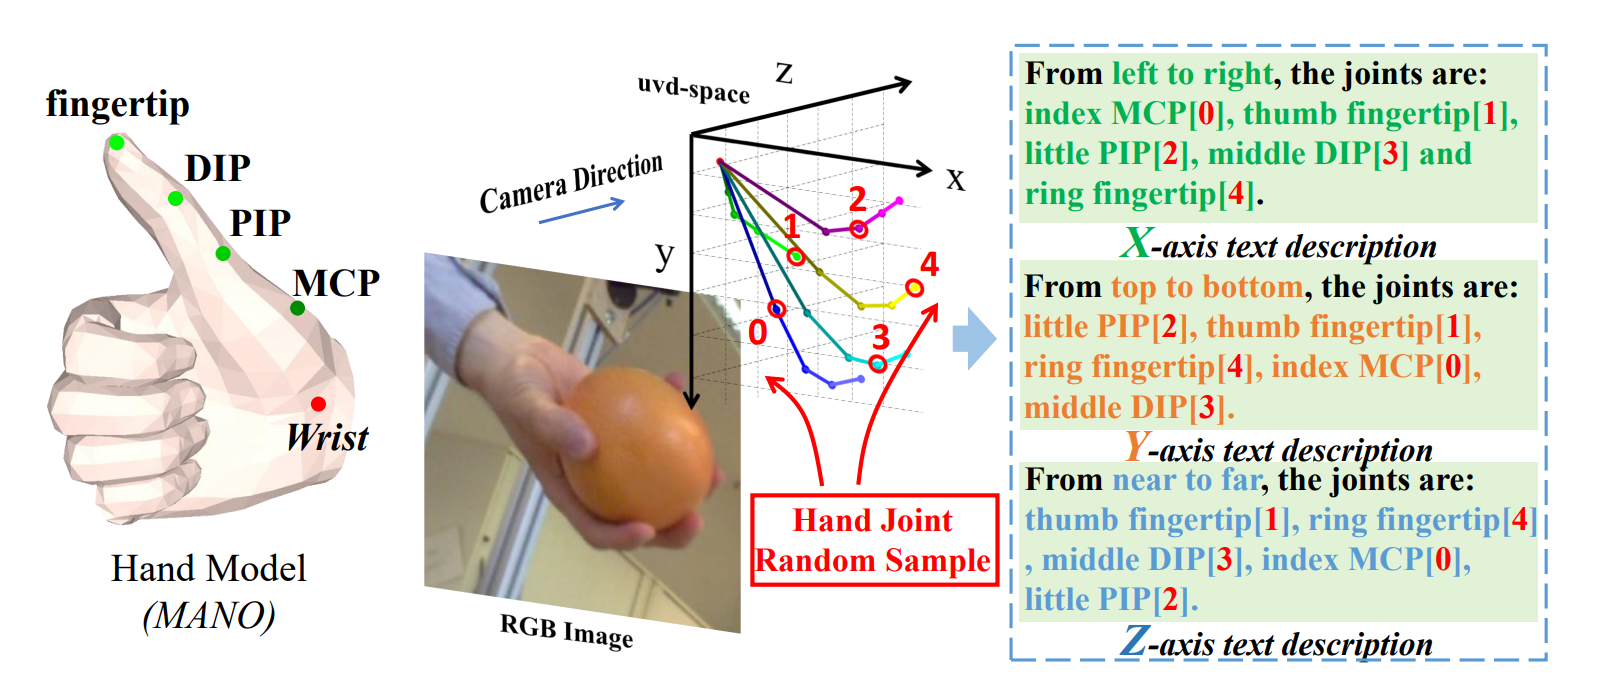 fingertip
DIP
PIP
MCP
Wrist
Hand Model
(MANO)
uvd-space
z
x
y
Camera Direction
0
1
2
3
4
RGB Image
Hand Joint
Random Sample
From left to right, the joints are:
index MCP[0], thumb fingertip[1],
little PIP[2], middle DIP[3] and
ring fingertip[4].
X-axis text description
From top to bottom, the joints are:
little PIP[2], thumb fingertip[1],
ring fingertip[4], index MCP[0],
middle DIP[3].
Y-axis text description
From near to far, the joints are:
thumb fingertip[1], ring fingertip[4]
, middle DIP[3], index MCP[0],
little PIP[2].
Z-axis text description